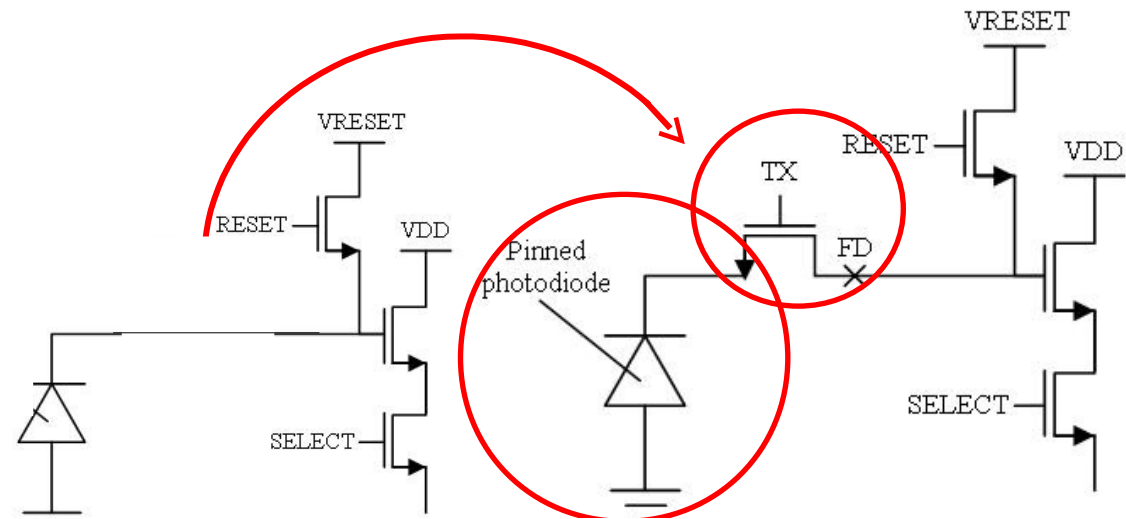 VRESET
RESET
VDD
SELECT
VRESET
RESET
VDD
TX
FD
Pinned
photodiode
SELECT